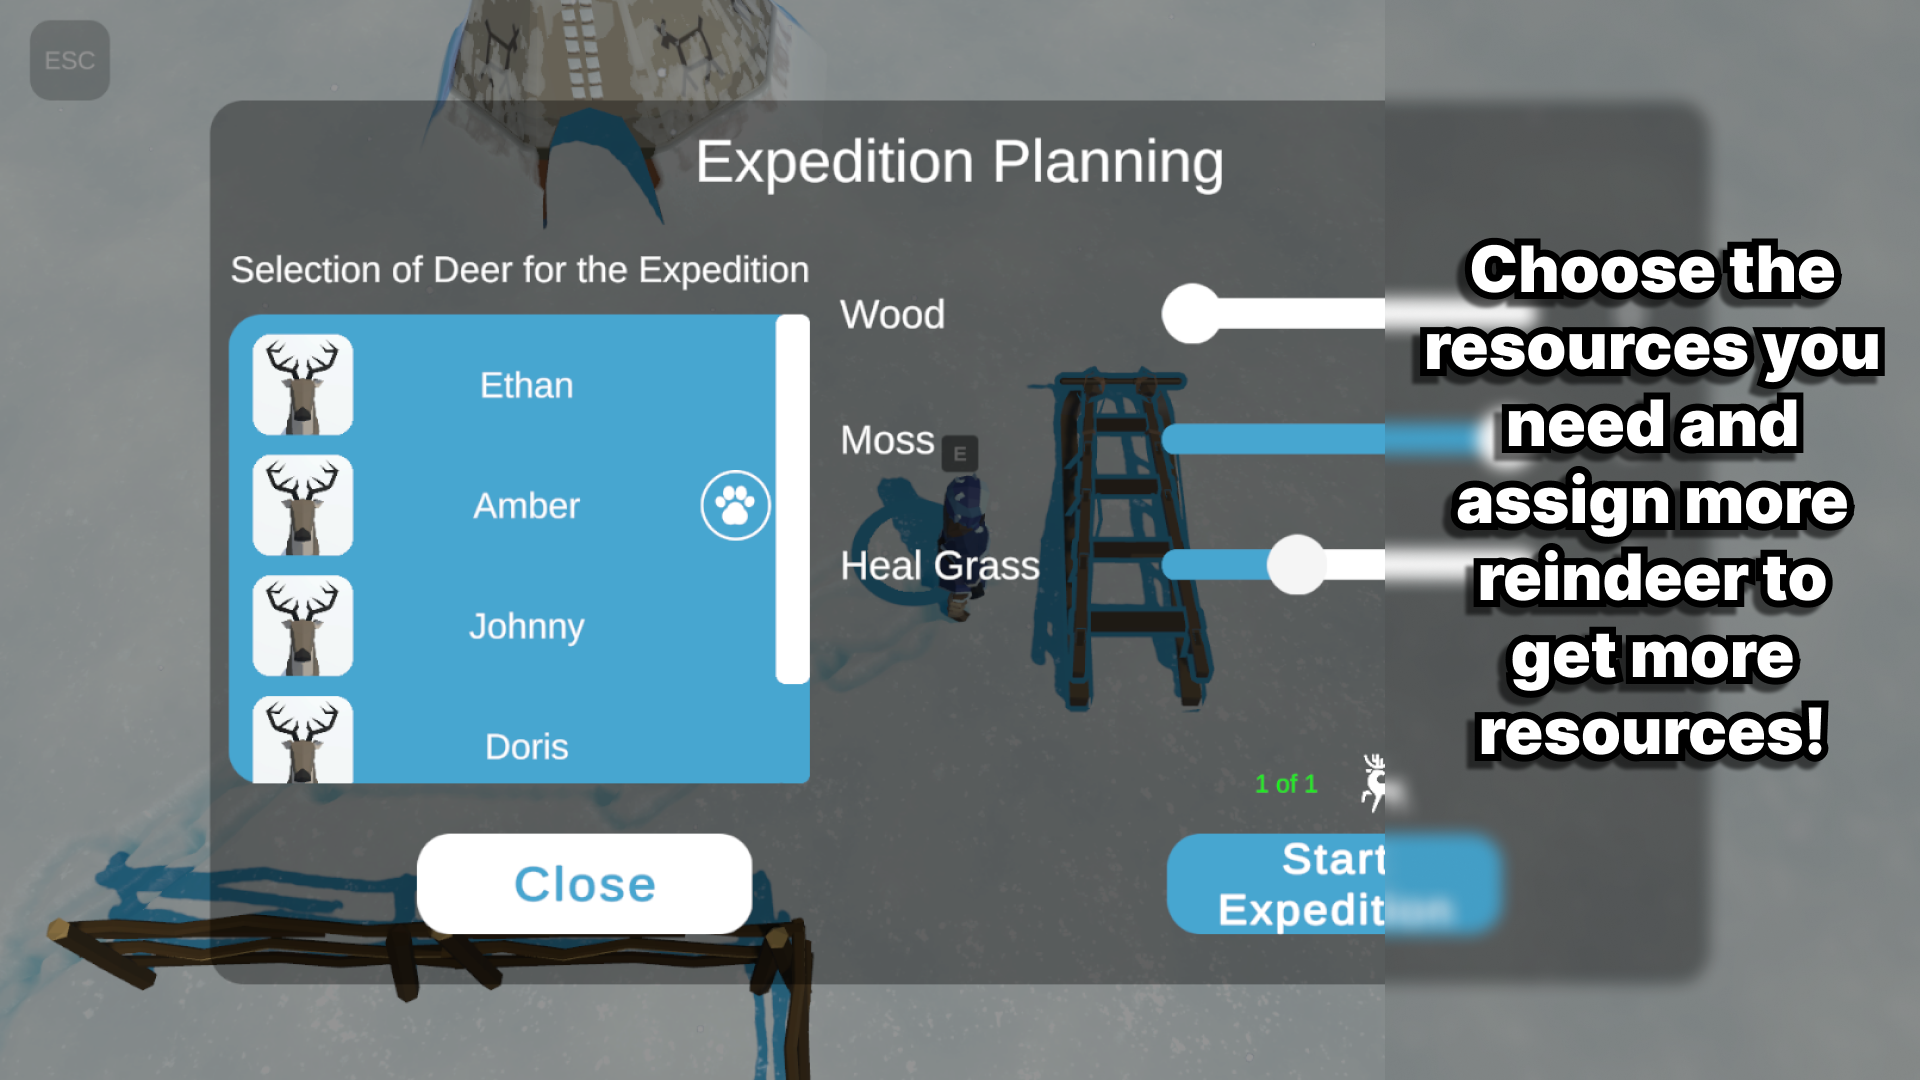 ESC
Expedition Planning
Selection of Deer for the Expedition
Ethan
Amber
Johnny
Doris
Wood
Moss
E
Heal Grass
1 of 1
Close
Start
Expedition
Choose the
resources you
need and
assign more
reindeer to
get more
resources!